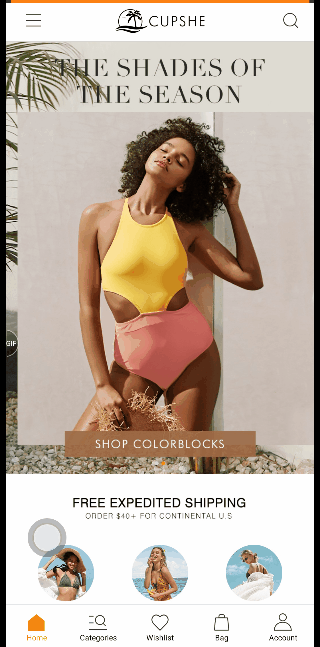 CUPSHE
THE SHADES OF
THE SEASON
GIF
SHOP COLORBLOCKS
FREE EXPEDITED SHIPPING
ORDER $40+ FOR CONTINENTAL U.S
Home
Categories
Wishlist
Bag
Account